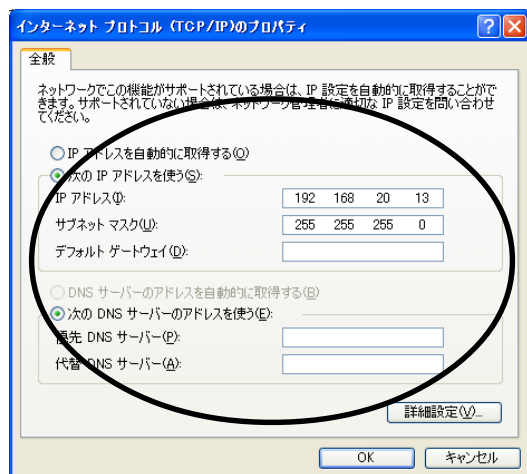 インターネット プロトコル (TCP/IP)のプロパティ
全般
ネットワークでこの機能がサポートされている場合は、IP 設定を自動的に取得することがで
きます。サポートされていない場合は、ネットワーク管理者に適切な IP 設定を問い合わせ
てください。
IP アドレスを自動的に取得する(O)
次の IP アドレスを使う(S):
IP アドレス(I): 192 168 20 13
サブネット マスク(U): 255 255 255 0
デフォルト ゲートウェイ(D):
DNS サーバーのアドレスを自動的に取得する(B)
次の DNS サーバーのアドレスを使う(E):
優先 DNS サーバー(P):
代替 DNS サーバー(A):
詳細設定(V)...
OK キャンセル